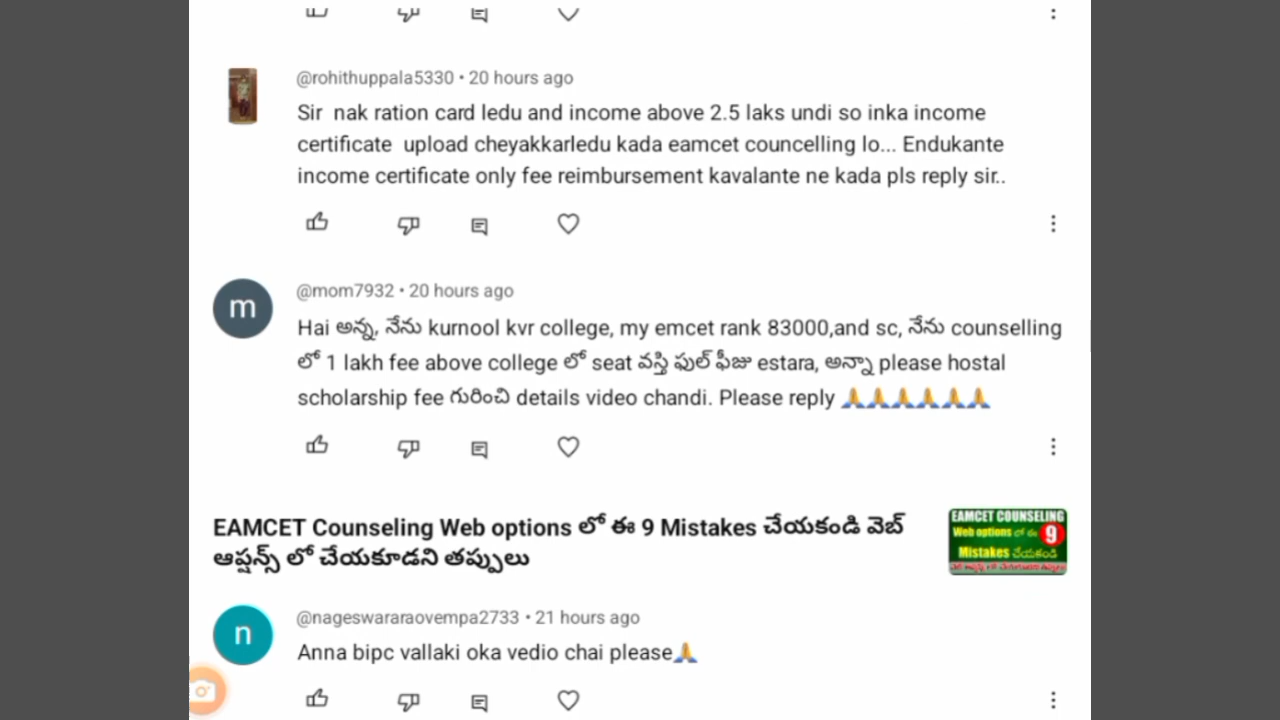 @rohithuppala5330 • 20 hours ago
Sir nak ration card ledu and income above 2.5 laks undi so inka income
certificate upload cheyakkarledu kada eamcet councelling lo... Endukante
income certificate only fee reimbursement kavalante ne kada pls reply sir..
m
@mom7932 • 20 hours ago
Hai అన్న, నేను kurnool kvr college, my emcet rank 83000,and sc, నేను counselling
లో 1 lakh fee above college లో seat వస్తే ఫుల్ ఫీజు estara, అన్నా please hostal
scholarship fee గురించి details video chandi. Please reply 🙏🙏🙏🙏🙏🙏
EAMCET Counseling Web options లో ఈ 9 Mistakes చేయకండి వెబ్
ఆప్షన్స్ లో చేయకూడని తప్పులు
EAMCET COUNSELING
Web options లో ఈ 9
Mistakes చేయకండి
n
@nageswararaovempa2733 • 21 hours ago
Anna bipc vallaki oka vedio chai please🙏